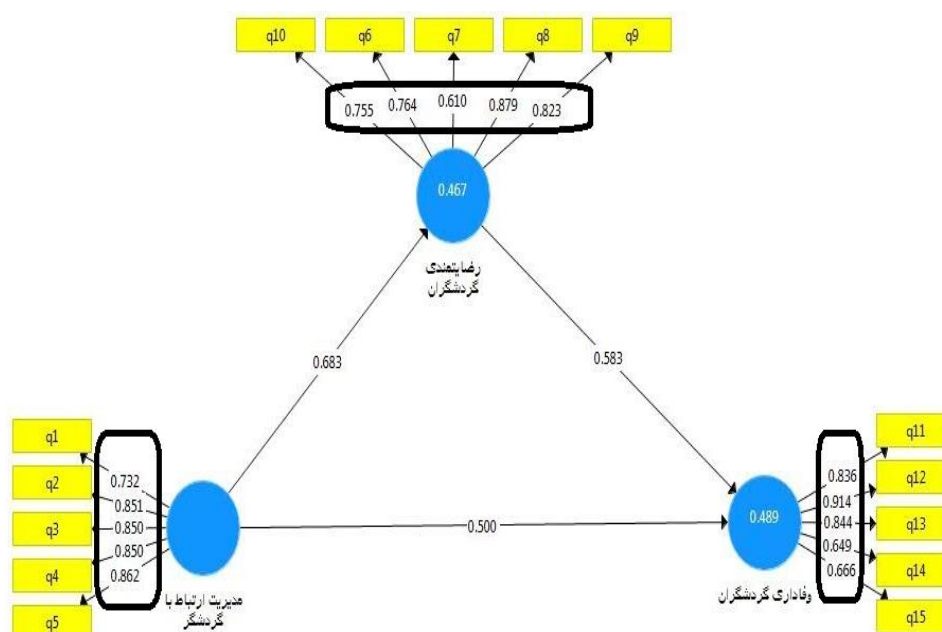 q10 q6 q7 q8 q9
0.755 0.764 0.610 0.879 0.823
0.467
رضایتمندی
گردشگران
0.683
0.583
q1
q2
q3
q4
q5
0.732
0.851
0.850
0.850
0.862
مدیریت ارتباط با
گردشگر
0.500
0.489
وفاداری گردشگران
0.836
0.914
0.844
0.649
0.666
q11
q12
q13
q14
q15